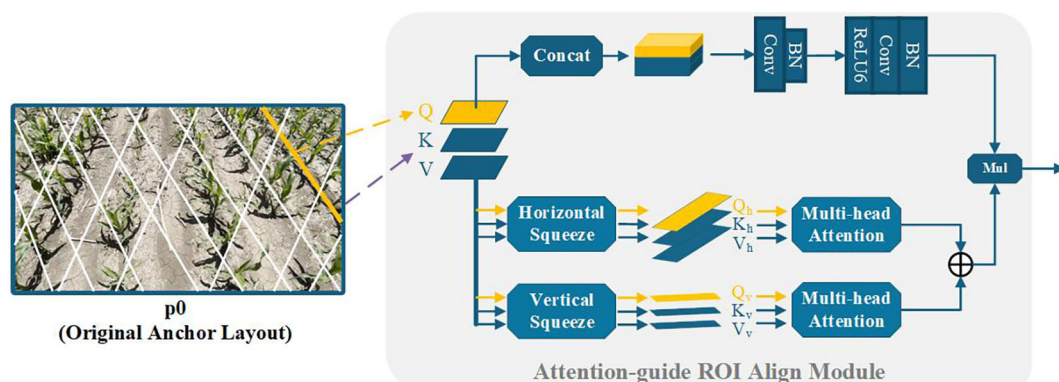 Concat
Conv
BN
ReLU6
Conv
BN
Q
K
V
Mul
Horizontal
Squeeze
Qh
Kh
Vh
Multi-head
Attention
Vertical
Squeeze
Qv
Kv
Vv
Multi-head
Attention
p0
(Original Anchor Layout)
Attention-guide ROI Align Module